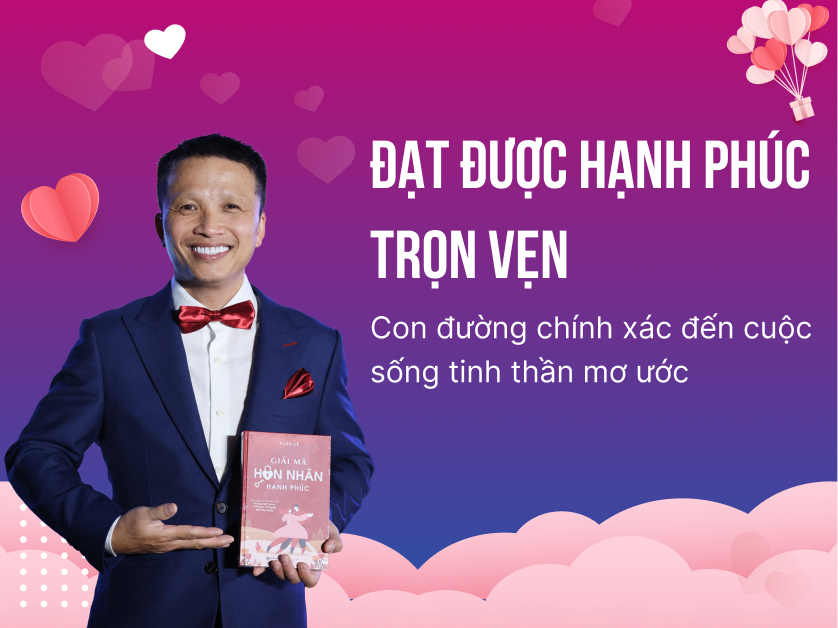 ĐẠT ĐƯỢC HẠNH PHÚC
TRỌN VẸN
Con đường chính xác đến cuộc
sống tinh thần mơ ước
GIẢI MÃ
HÔN NHÂN
HẠNH PHÚC